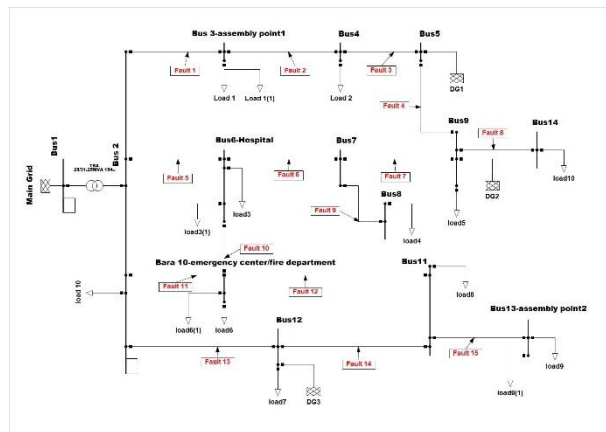 Bus 3-assembly point1
Bus4
Bus5
Fault 1
Fault 2
Fault 3
Load 1
Load 1(1)
Load 2
DG1
Fault 4
Bus1
Bus 2
Main Grid
Bus6-Hospital
Bus7
Bus9
Fault 8
Bus14
Fault 5
Fault 6
Fault 7
load3
load3(1)
Bus8
Fault 9
load4
DG2
load5
load10
Fault 10
Bara 10-emergency center/fire department
Fault 11
Fault 12
Bus11
load8
load 10
load6(1)
load6
Bus12
Bus13-assembly point2
Fault 13
Fault 14
Fault 15
load7
DG3
load9(1)
load9